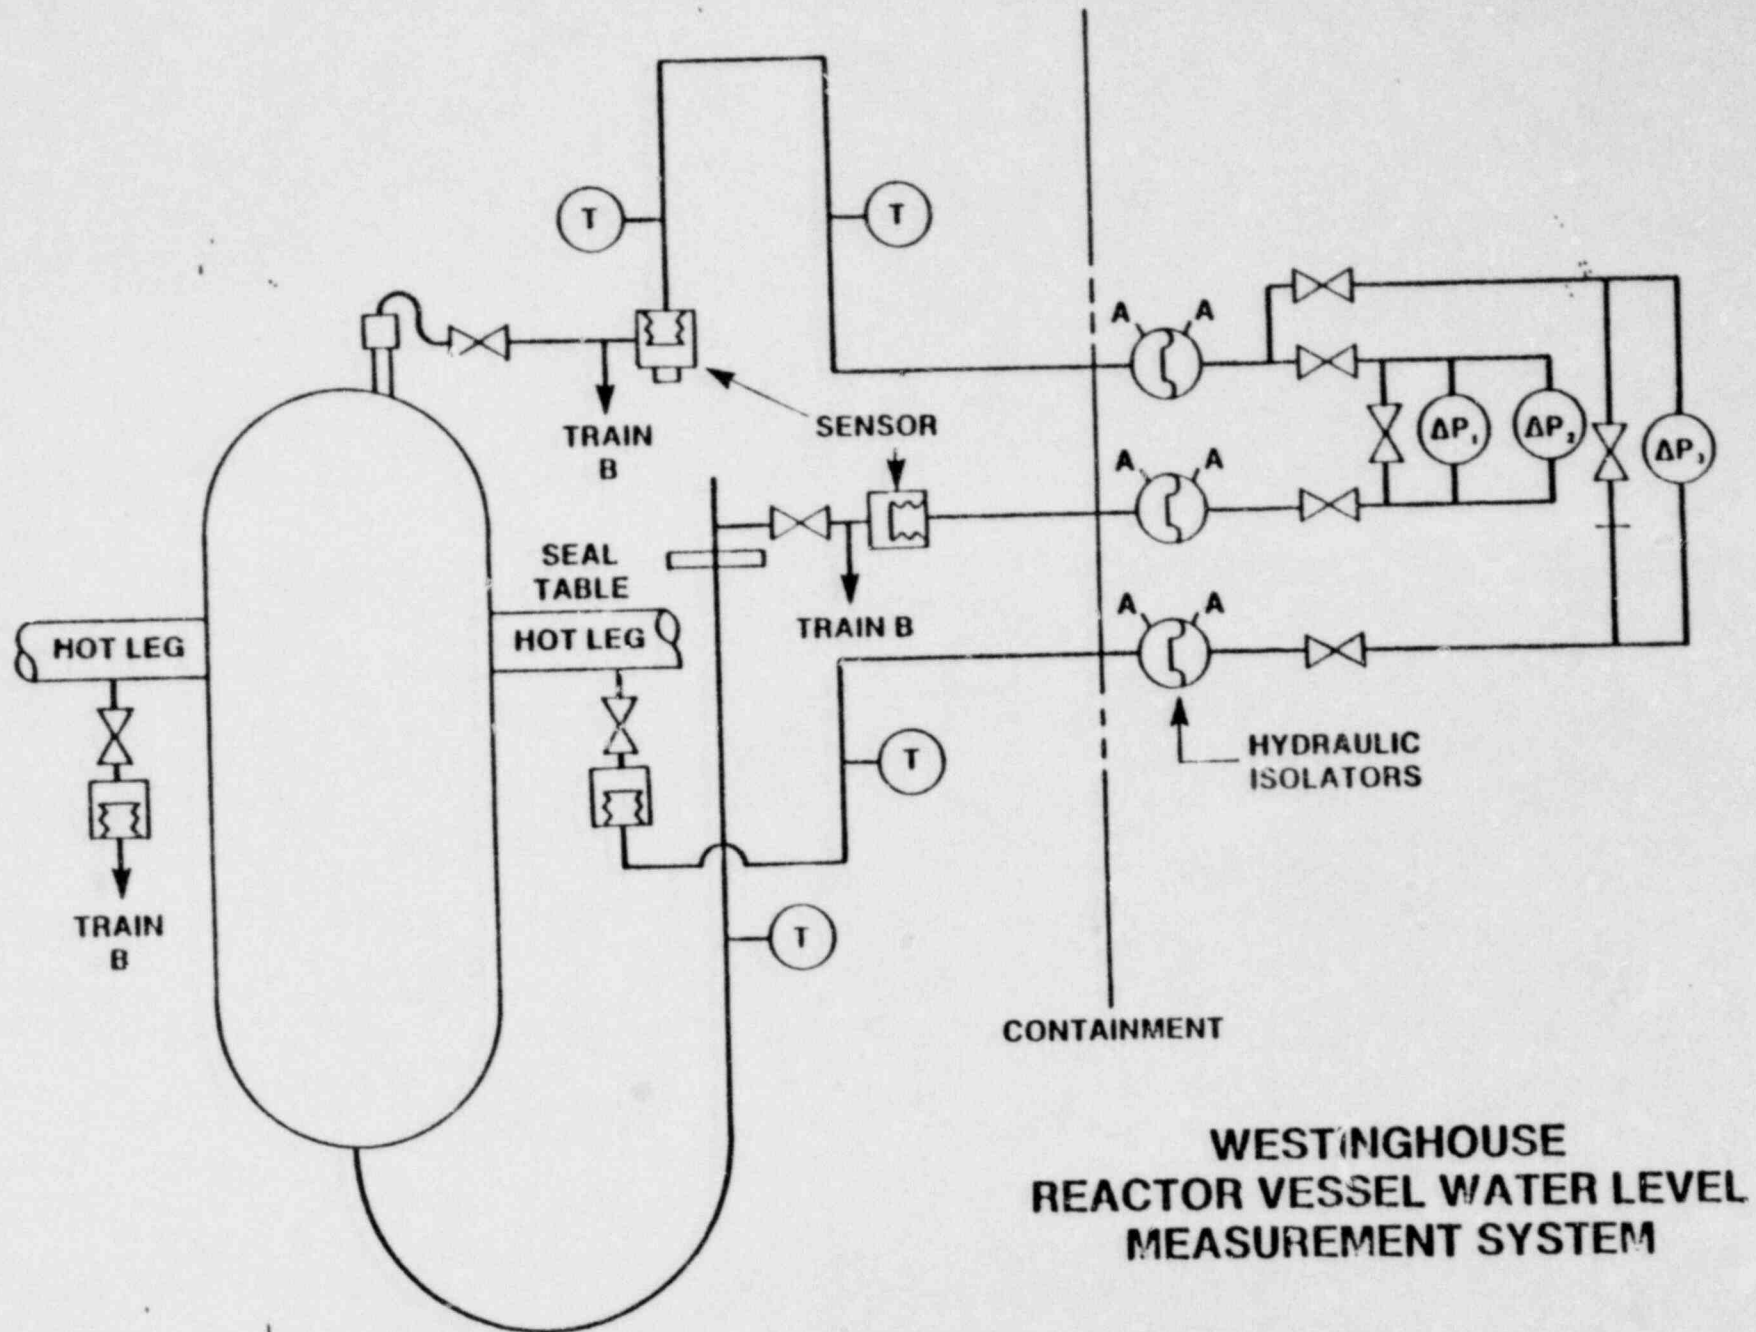 T
T
A A
TRAIN
B
SENSOR
A A
ΔP₁
ΔP₂
ΔP₃
SEAL
TABLE
HOT LEG
HOT LEG
TRAIN B
A A
T
HYDRAULIC
ISOLATORS
TRAIN
B
T
CONTAINMENT
WESTINGHOUSE
REACTOR VESSEL WATER LEVEL
MEASUREMENT SYSTEM